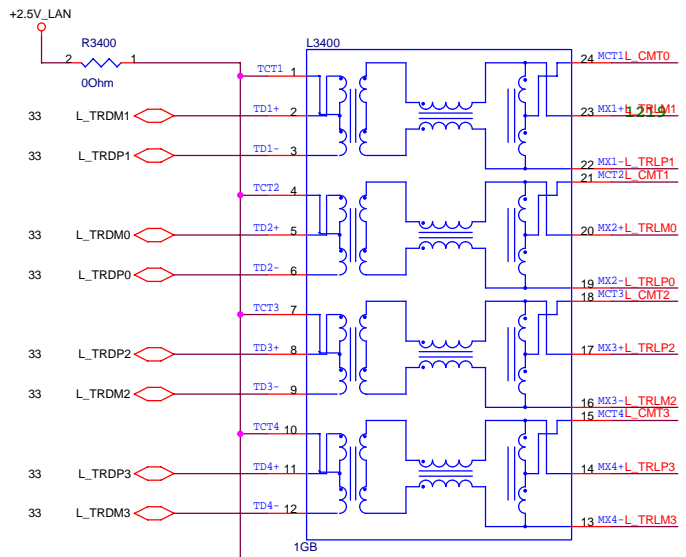 +2.5V_LAN
R3400
2 1
0Ohm
L3400
1GB
TCT1 1
33 L_TRDM1 TD1+ 2
33 L_TRDP1 TD1- 3
TCT2 4
33 L_TRDM0 TD2+ 5
33 L_TRDP0 TD2- 6
TCT3 7
33 L_TRDP2 TD3+ 8
33 L_TRDM2 TD3- 9
TCT4 10
33 L_TRDP3 TD4+ 11
33 L_TRDM3 TD4- 12
24 MCT1 L_CMT0
23 MX1+ L_TRLM1
1219
22 MX1- L_TRLP1
21 MCT2 L_CMT1
20 MX2+ L_TRLM0
19 MX2- L_TRLP0
18 MCT3 L_CMT2
17 MX3+ L_TRLP2
16 MX3- L_TRLM2
15 MCT4 L_CMT3
14 MX4+ L_TRLP3
13 MX4- L_TRLM3